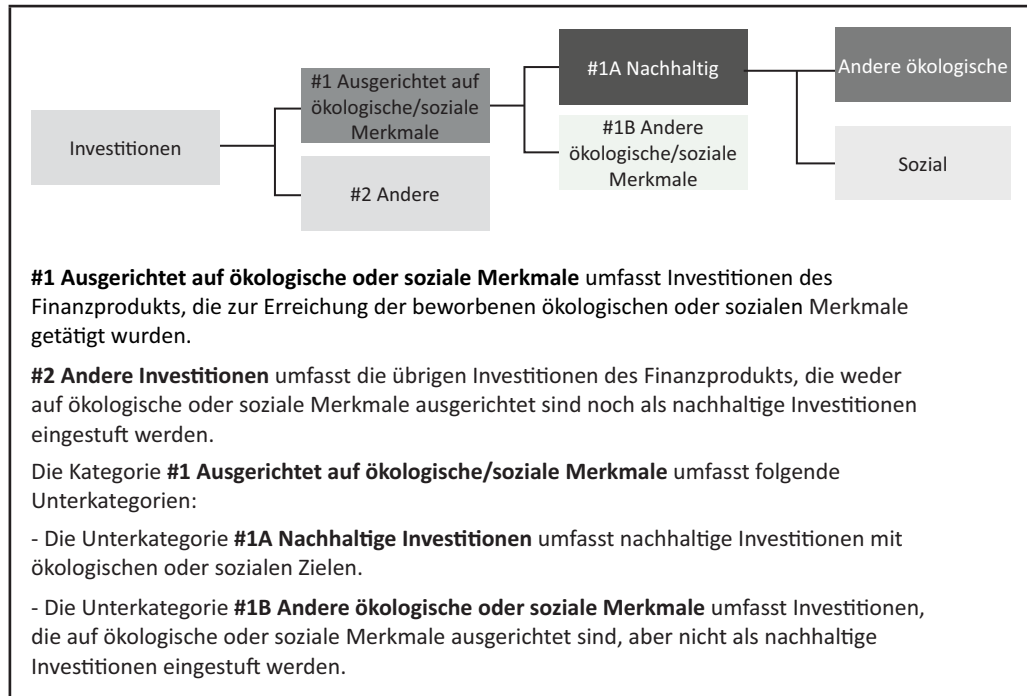 Investitionen
#1 Ausgerichtet auf
ökologische/soziale
Merkmale
#2 Andere
#1A Nachhaltig
#1B Andere
ökologische/soziale
Merkmale
Andere ökologische
Sozial
#1 Ausgerichtet auf ökologische oder soziale Merkmale umfasst Investitionen des
Finanzprodukts, die zur Erreichung der beworbenen ökologischen oder sozialen Merkmale
getätigt wurden.
#2 Andere Investitionen umfasst die übrigen Investitionen des Finanzprodukts, die weder
auf ökologische oder soziale Merkmale ausgerichtet sind noch als nachhaltige Investitionen
eingestuft werden.
Die Kategorie #1 Ausgerichtet auf ökologische/soziale Merkmale umfasst folgende
Unterkategorien:
- Die Unterkategorie #1A Nachhaltige Investitionen umfasst nachhaltige Investitionen mit
ökologischen oder sozialen Zielen.
- Die Unterkategorie #1B Andere ökologische oder soziale Merkmale umfasst Investitionen,
die auf ökologische oder soziale Merkmale ausgerichtet sind, aber nicht als nachhaltige
Investitionen eingestuft werden.